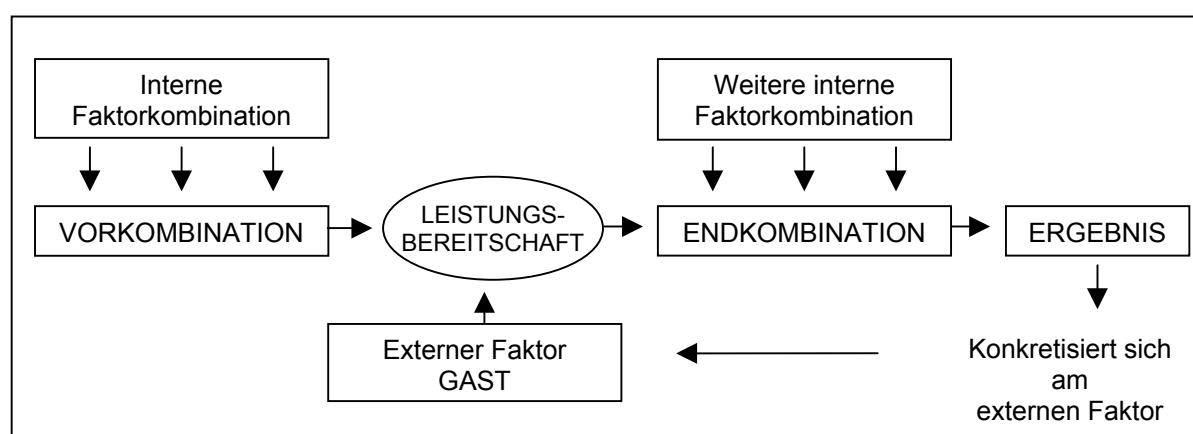 Interne
Faktorkombination
Weitere interne
Faktorkombination
VORKOMBINATION
LEISTUNGS-
BEREITSCHAFT
ENDKOMBINATION
ERGEBNIS
Externer Faktor
GAST
Konkretisiert sich
am
externen Faktor